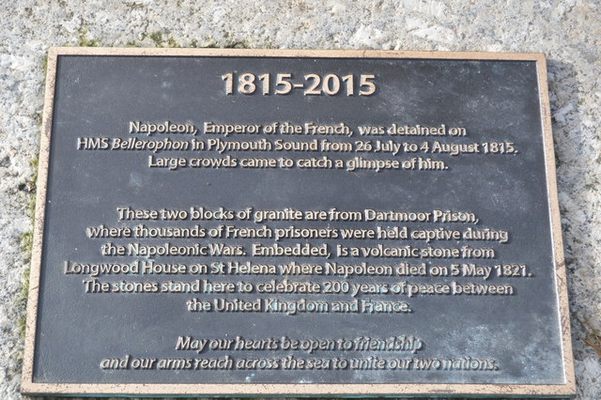 1815-2015
Napoleon, Emperor of the French, was detained on
HMS Bellerophon in Plymouth Sound from 26 July to 4 August 1815.
Large crowds came to catch a glimpse of him.
These two blocks of granite are from Dartmoor Prison,
where thousands of French prisoners were held captive during
the Napoleonic Wars. Embedded, is a volcanic stone from
Longwood House on St Helena where Napoleon died on 5 May 1821.
The stones stand here to celebrate 200 years of peace between
the United Kingdom and France.
May our hearts be open to friendship
and our arms reach across the sea to unite our two nations.